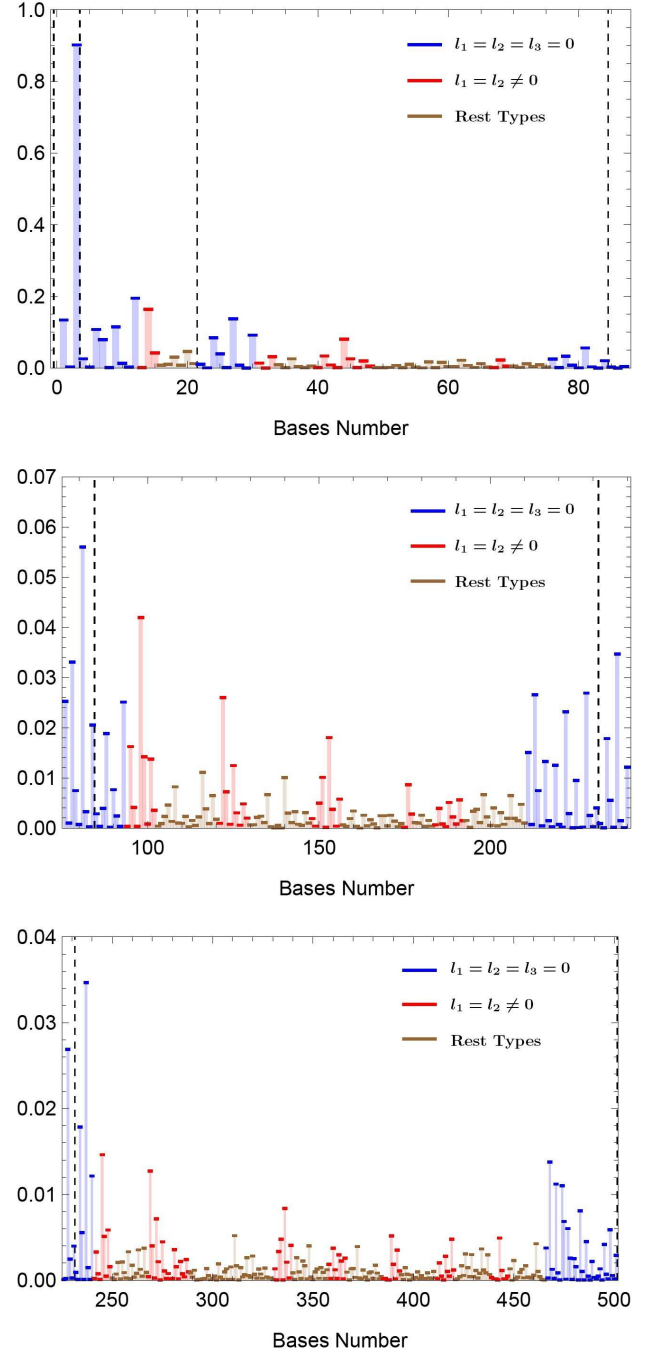 1.0
l₁ = l₂ = l₃ = 0
0.8
l₁ = l₂ ≠ 0
Rest Types
0.6
0.4
0.2
0.0
0 20 40 60 80
Bases Number
0.07
l₁ = l₂ = l₃ = 0
0.06
l₁ = l₂ ≠ 0
Rest Types
0.05
0.04
0.03
0.02
0.01
0.00
100 150 200
Bases Number
0.04
l₁ = l₂ = l₃ = 0
l₁ = l₂ ≠ 0
0.03
Rest Types
0.02
0.01
0.00
250 300 350 400 450 500
Bases Number